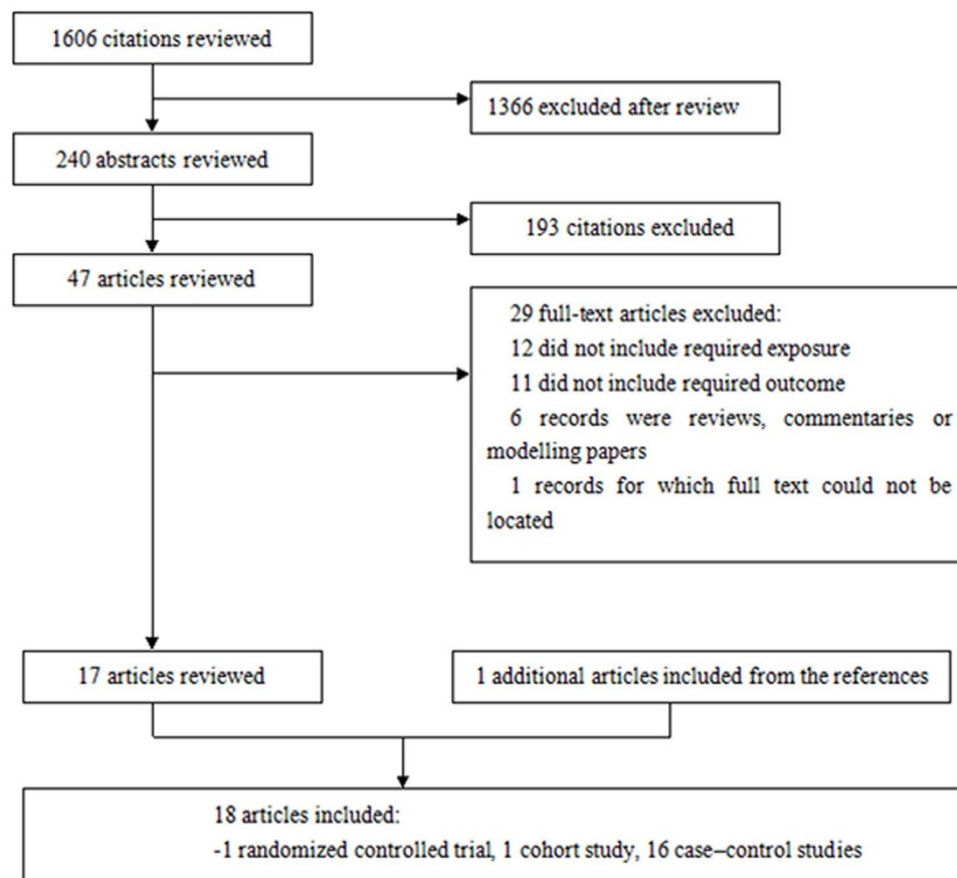 1606 citations reviewed
1366 excluded after review
240 abstracts reviewed
193 citations excluded
47 articles reviewed
29 full-text articles excluded:
12 did not include required exposure
11 did not include required outcome
6 records were reviews, commentaries or
modelling papers
1 records for which full text could not be
located
17 articles reviewed
1 additional articles included from the references
18 articles included:
-1 randomized controlled trial, 1 cohort study, 16 case–control studies